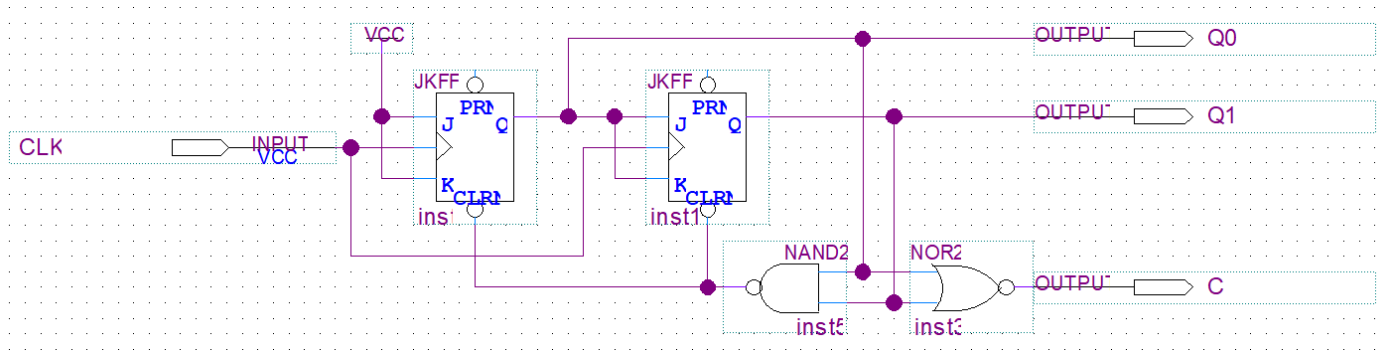 VCC
OUTPUT
Q0
JKFF
JKFF
PRN
PRN
J
Q
J
Q
OUTPUT
Q1
CLK
INPUT
VCC
K
K
CLRN
CLRN
inst
inst1
NAND2
NOR2
OUTPUT
C
inst5
inst3